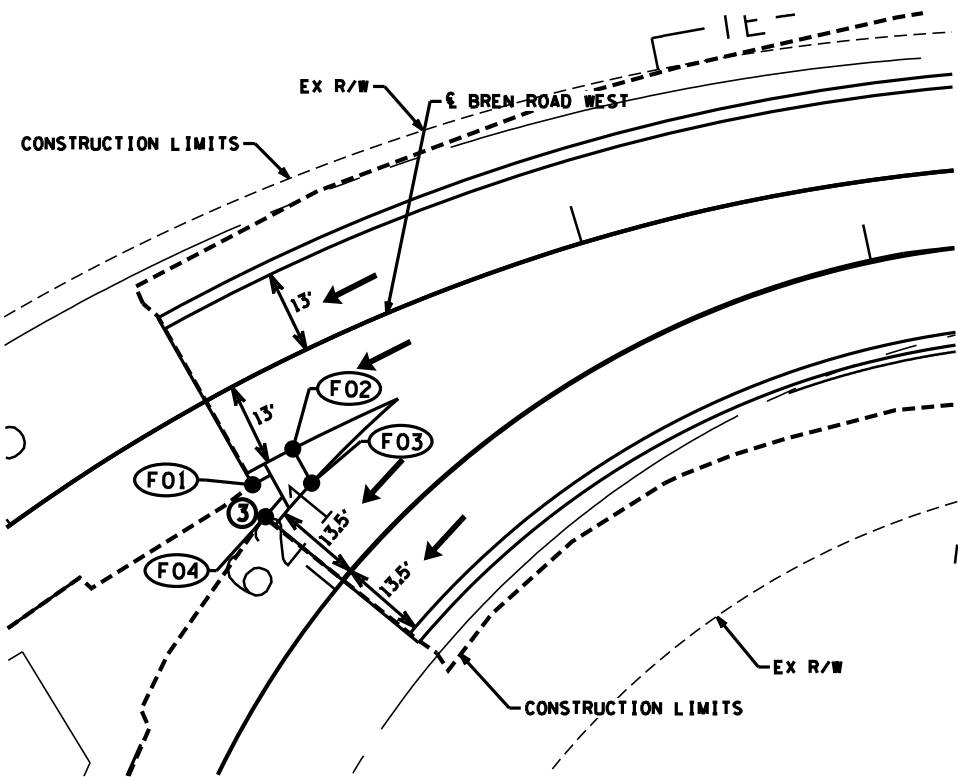 EX R/W
℄ BREN ROAD WEST
CONSTRUCTION LIMITS
13'
13'
F02
F03
F01
3
13.5'
F04
13.5'
EX R/W
CONSTRUCTION LIMITS